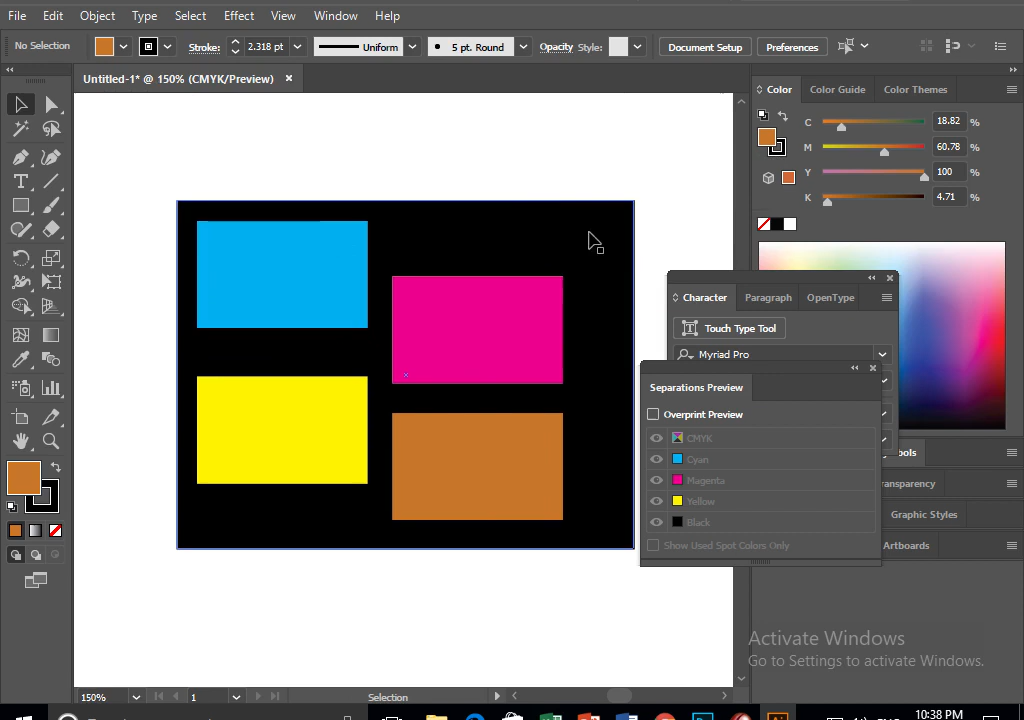 File Edit Object Type Select Effect View Window Help
No Selection Stroke: 2.318 pt Uniform 5 pt. Round Opacity Style: Document Setup Preferences
Untitled-1* @ 150% (CMYK/Preview)
Color Color Guide Color Themes
C 18.82 %
M 60.78 %
Y 100 %
K 4.71 %
Character Paragraph OpenType
Touch Type Tool
Myriad Pro
Separations Preview
Overprint Preview
CMYK
Cyan
Magenta
Yellow
Black
Show Used Spot Colors Only
Graphic Styles
Artboards
Activate Windows
Go to Settings to activate Windows.
150% 1 Selection
10:38 PM